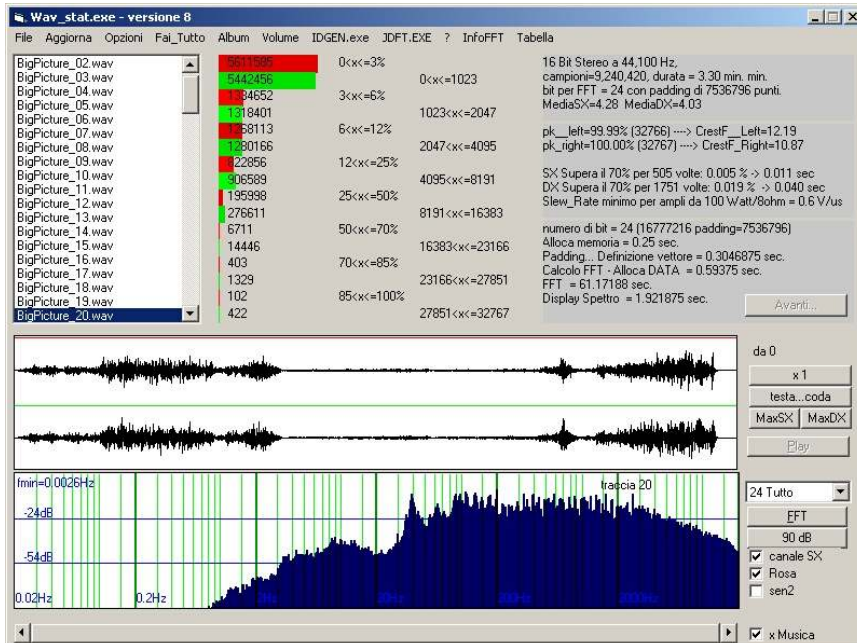 Wav_stat.exe - versione 8
File Aggiorna Opzioni Fai_Tutto Album Volume IDGEN.exe JDFT.EXE ? InfoFFT Tabella
BigPicture_02.wav
BigPicture_03.wav
BigPicture_04.wav
BigPicture_05.wav
BigPicture_06.wav
BigPicture_07.wav
BigPicture_08.wav
BigPicture_09.wav
BigPicture_10.wav
BigPicture_11.wav
BigPicture_12.wav
BigPicture_13.wav
BigPicture_14.wav
BigPicture_15.wav
BigPicture_16.wav
BigPicture_17.wav
BigPicture_18.wav
BigPicture_19.wav
BigPicture_20.wav
5611595 0<x<=3%
5442456 0<x<=1023
1384652 3<x<=6%
1318401 1023<x<=2047
1268113 6<x<=12%
1280166 2047<x<=4095
822856 12<x<=25%
906589 4095<x<=8191
195998 25<x<=50%
276611 8191<x<=16383
6711 50<x<=70%
14446 16383<x<=23166
403 70<x<=85%
1329 23166<x<=27851
102 85<x<=100%
422 27851<x<=32767
16 Bit Stereo a 44,100 Hz,
campioni=9,240,420, durata = 3.30 min. min.
bit per FFT = 24 con padding di 7536796 punti.
MediaSX=4.28 MediaDX=4.03
pk__left=99.99% (32766) ----> CrestF__Left=12.19
pk_right=100.00% (32767) ----> CrestF_Right=10.87
SX Supera il 70% per 505 volte: 0.005 % -> 0.011 sec
DX Supera il 70% per 1751 volte: 0.019 % -> 0.040 sec
Slew_Rate minimo per ampli da 100 Watt/8ohm = 0.6 V/us
numero di bit = 24 (16777216 padding=7536796)
Alloca memoria = 0.25 sec.
Padding... Definizione vettore = 0.3046875 sec.
Calcolo FFT - Alloca DATA = 0.59375 sec.
FFT = 61.17188 sec.
Display Spettro = 1.921875 sec.
Avanti...
da 0
x 1
testa...coda
MaxSX MaxDX
Play
fmin=0.0026Hz
traccia 20
-24dB
-54dB
0.02Hz 0.2Hz 2Hz 20Hz 200Hz 2000Hz
24 Tutto
FFT
90 dB
canale SX
Rosa
sen2
x Musica